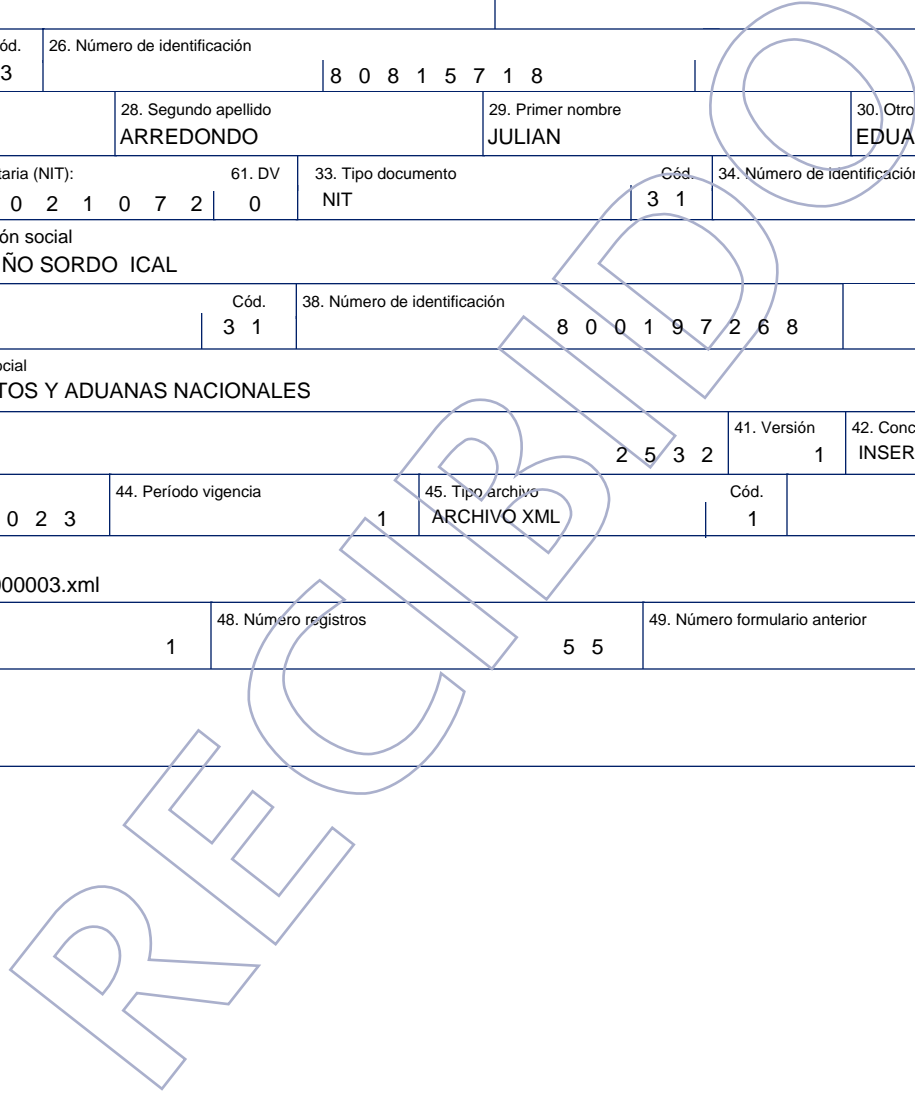 ód. 26. Número de identificación
3 8 0 8 1 5 7 1 8
28. Segundo apellido 29. Primer nombre 30. Otro
ARREDONDO JULIAN EDUA
taria (NIT): 61. DV 33. Tipo documento Cód. 34. Número de identificación
0 2 1 0 7 2 0 NIT 3 1
ón social
ÑO SORDO ICAL
Cód. 38. Número de identificación
3 1 8 0 0 1 9 7 2 6 8
ocial
TOS Y ADUANAS NACIONALES
41. Versión 42. Conc
2 5 3 2 1 INSER
44. Período vigencia 45. Tipo archivo Cód.
0 2 3 1 ARCHIVO XML 1
000003.xml
48. Número registros 49. Número formulario anterior
1 5 5
RECIBIDO